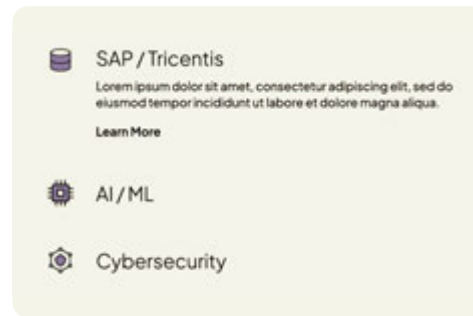 SAP / Tricentis
Lorem ipsum dolor sit amet, consectetur adipiscing elit, sed do
eiusmod tempor incididunt ut labore et dolore magna aliqua.
Learn More
AI / ML
Cybersecurity